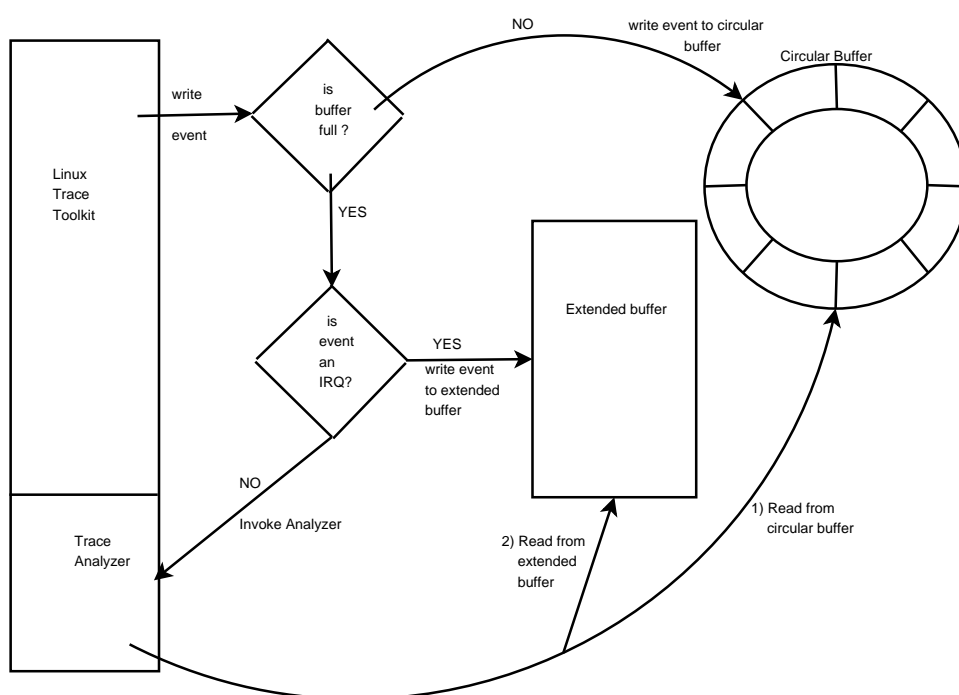 NO
write event to circular
buffer
Circular Buffer
write
event
is
buffer
full ?
Linux
Trace
Toolkit
YES
is
event
an
IRQ?
YES
write event
to extended
buffer
Extended buffer
NO
Invoke Analyzer
Trace
Analyzer
2) Read from
extended
buffer
1) Read from
circular buffer